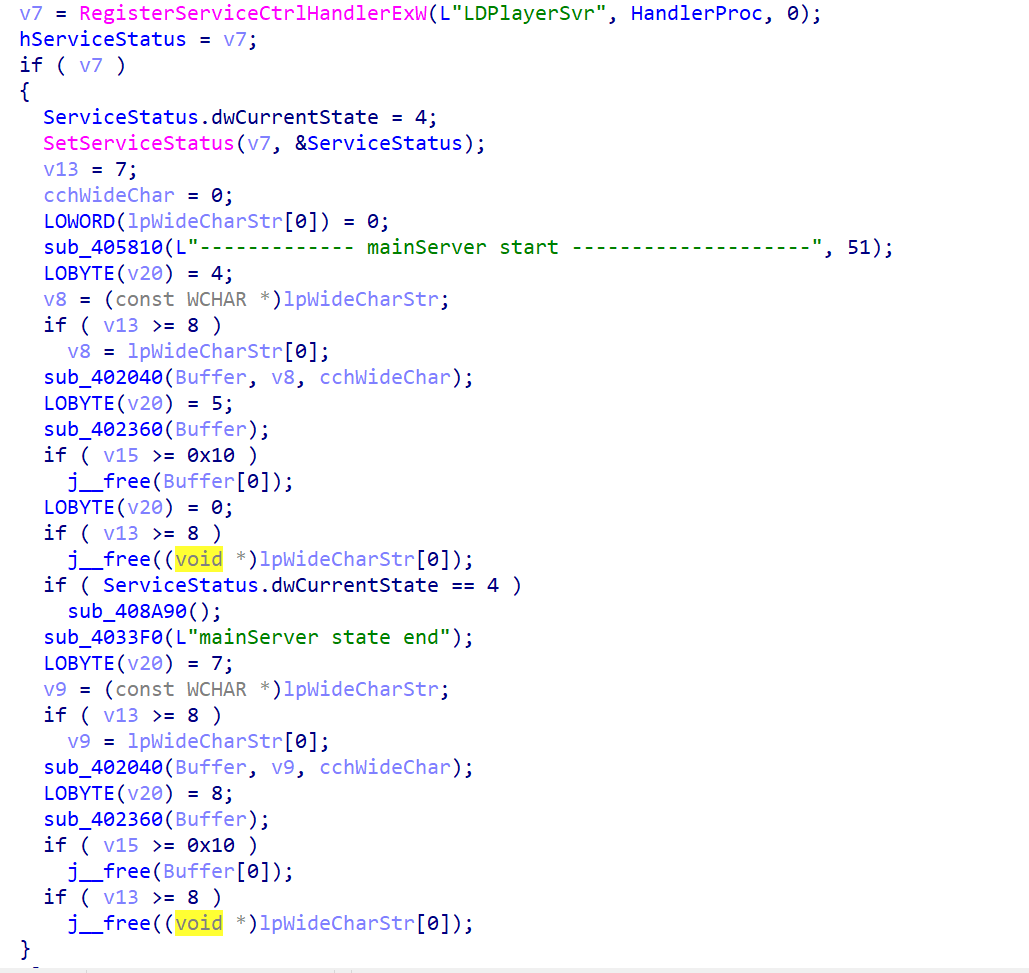 v7 = RegisterServiceCtrlHandlerExW(L"LDPlayerSvr", HandlerProc, 0);
hServiceStatus = v7;
if ( v7 )
{
ServiceStatus.dwCurrentState = 4;
SetServiceStatus(v7, &ServiceStatus);
v13 = 7;
cchWideChar = 0;
LOWORD(lpWideCharStr[0]) = 0;
sub_405810(L"------------- mainServer start --------------------", 51);
LOBYTE(v20) = 4;
v8 = (const WCHAR *)lpWideCharStr;
if ( v13 >= 8 )
v8 = lpWideCharStr[0];
sub_402040(Buffer, v8, cchWideChar);
LOBYTE(v20) = 5;
sub_402360(Buffer);
if ( v15 >= 0x10 )
j__free(Buffer[0]);
LOBYTE(v20) = 0;
if ( v13 >= 8 )
j__free((void *)lpWideCharStr[0]);
if ( ServiceStatus.dwCurrentState == 4 )
sub_408A90();
sub_4033F0(L"mainServer state end");
LOBYTE(v20) = 7;
v9 = (const WCHAR *)lpWideCharStr;
if ( v13 >= 8 )
v9 = lpWideCharStr[0];
sub_402040(Buffer, v9, cchWideChar);
LOBYTE(v20) = 8;
sub_402360(Buffer);
if ( v15 >= 0x10 )
j__free(Buffer[0]);
if ( v13 >= 8 )
j__free((void *)lpWideCharStr[0]);
}